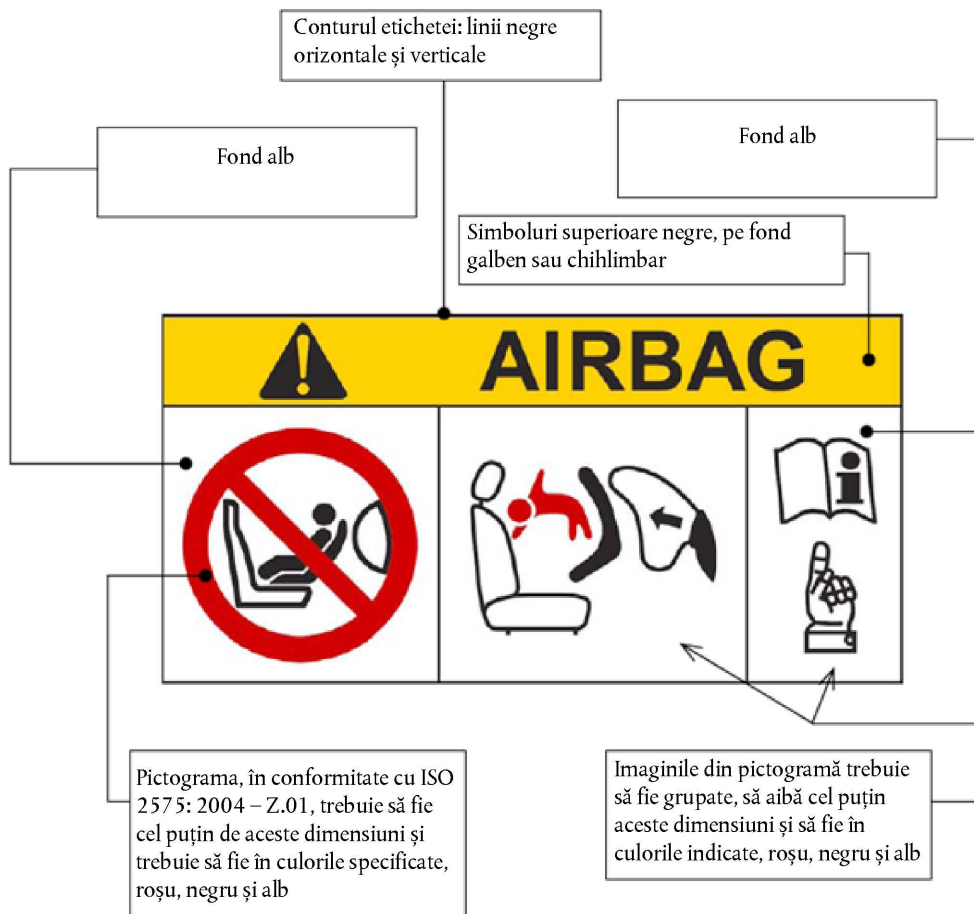 Conturul etichetei: linii negre
orizontale și verticale
Fond alb
Fond alb
Simboluri superioare negre, pe fond
galben sau chihlimbar
AIRBAG
Pictograma, în conformitate cu ISO
2575: 2004 – Z.01, trebuie să fie
cel puțin de aceste dimensiuni și
trebuie să fie în culorile specificate,
roșu, negru și alb
Imaginile din pictogramă trebuie
să fie grupate, să aibă cel puțin
aceste dimensiuni și să fie în
culorile indicate, roșu, negru și alb